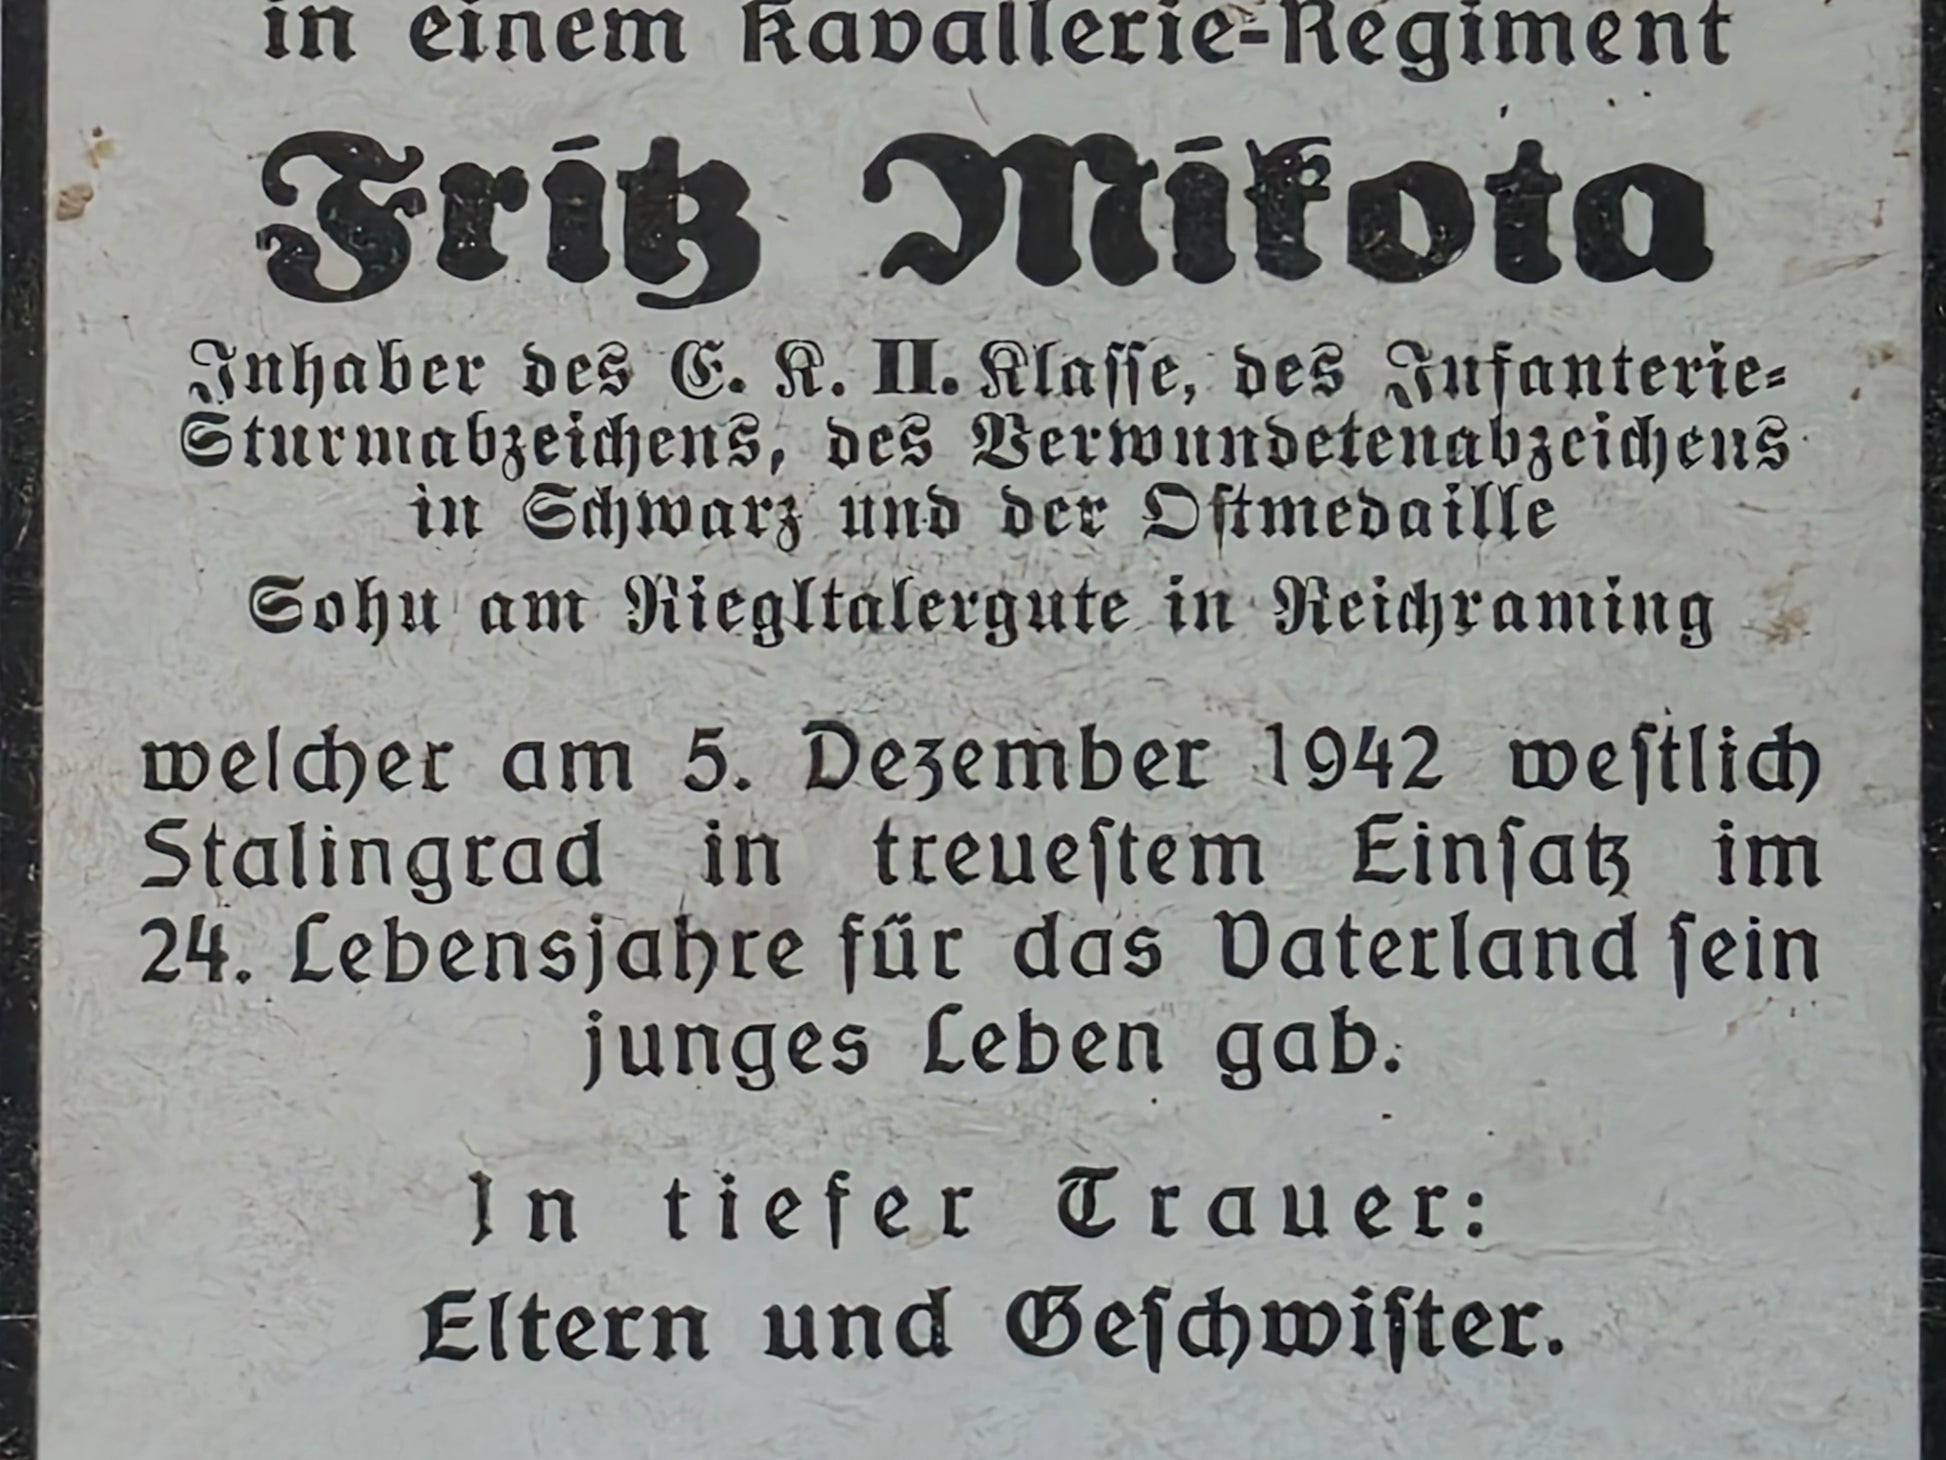 in einem Kavallerie-Regiment
Fritz Mikota
Inhaber des E. K. II. Klasse, des Infanterie-
Sturmabzeichens, des Verwundetenabzeichens
in Schwarz und der Ostmedaille
Sohn am Riegltalergute in Reichraming
welcher am 5. Dezember 1942 westlich
Stalingrad in treuestem Einsatz im
24. Lebensjahre für das Vaterland sein
junges Leben gab.
In tiefer Trauer:
Eltern und Geschwister.